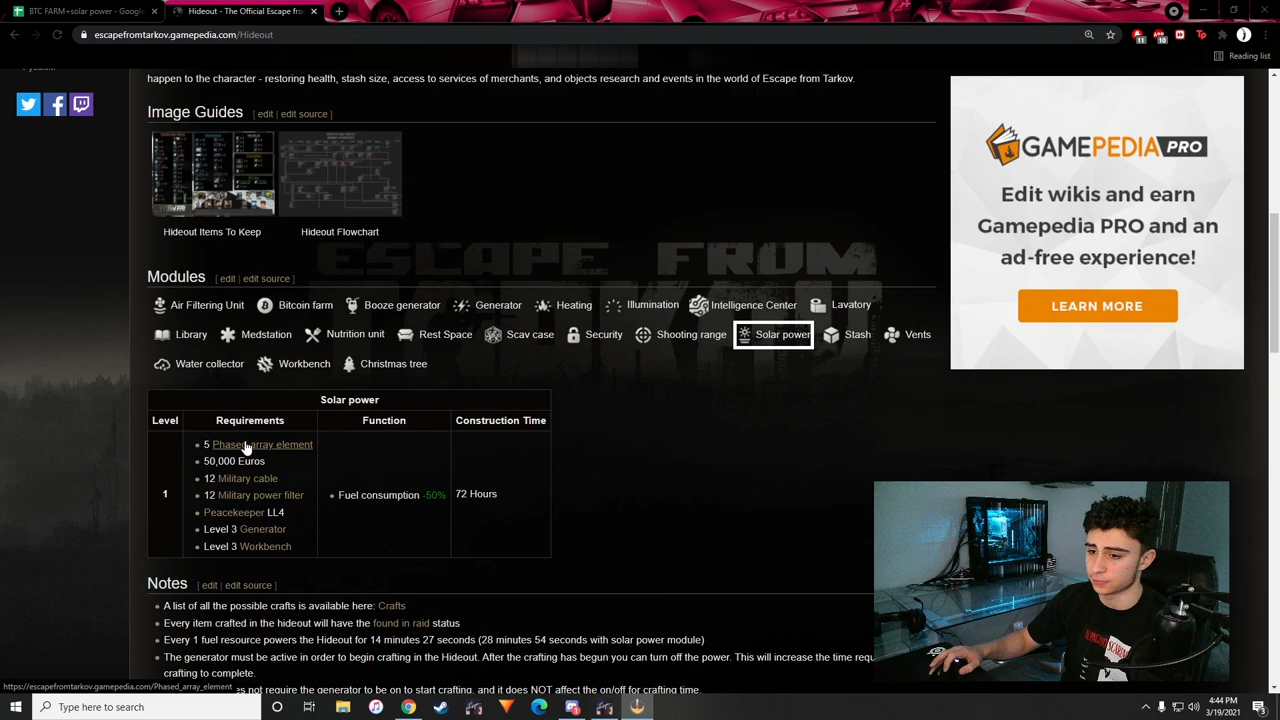 BTC FARM+solar power - Google
Hideout - The Official Escape fro
escapefromtarkov.gamepedia.com/Hideout
11
10
Tp
Reading list
happen to the character - restoring health, stash size, access to services of merchants, and objects research and events in the world of Escape from Tarkov.
Image Guides [ edit | edit source ]
Hideout Items To Keep
Hideout Flowchart
ESCAPE FROM
Modules [ edit | edit source ]
Air Filtering Unit Bitcoin farm Booze generator Generator Heating Illumination Intelligence Center Lavatory
Library Medstation Nutrition unit Rest Space Scav case Security Shooting range Solar power Stash Vents
Water collector Workbench Christmas tree
Solar power
Level Requirements Function Construction Time
5 Phased array element
50,000 Euros
12 Military cable
12 Military power filter
Peacekeeper LL4
Level 3 Generator
Level 3 Workbench
1
Fuel consumption -50%
72 Hours
Notes [ edit | edit source ]
A list of all the possible crafts is available here: Crafts
Every item crafted in the hideout will have the found in raid status
Every 1 fuel resource powers the Hideout for 14 minutes 27 seconds (28 minutes 54 seconds with solar power module)
The generator must be active in order to begin crafting in the Hideout. After the crafting has begun you can turn off the power. This will increase the time requ
crafting to complete.
es not require the generator to be on to start crafting, and it does NOT affect the on/off for crafting time.
GAMEPEDIA PRO
Edit wikis and earn
Gamepedia PRO and an
ad-free experience!
LEARN MORE
https://escapefromtarkov.gamepedia.com/Phased_array_element
Type here to search
4:44 PM
3/19/2021
3